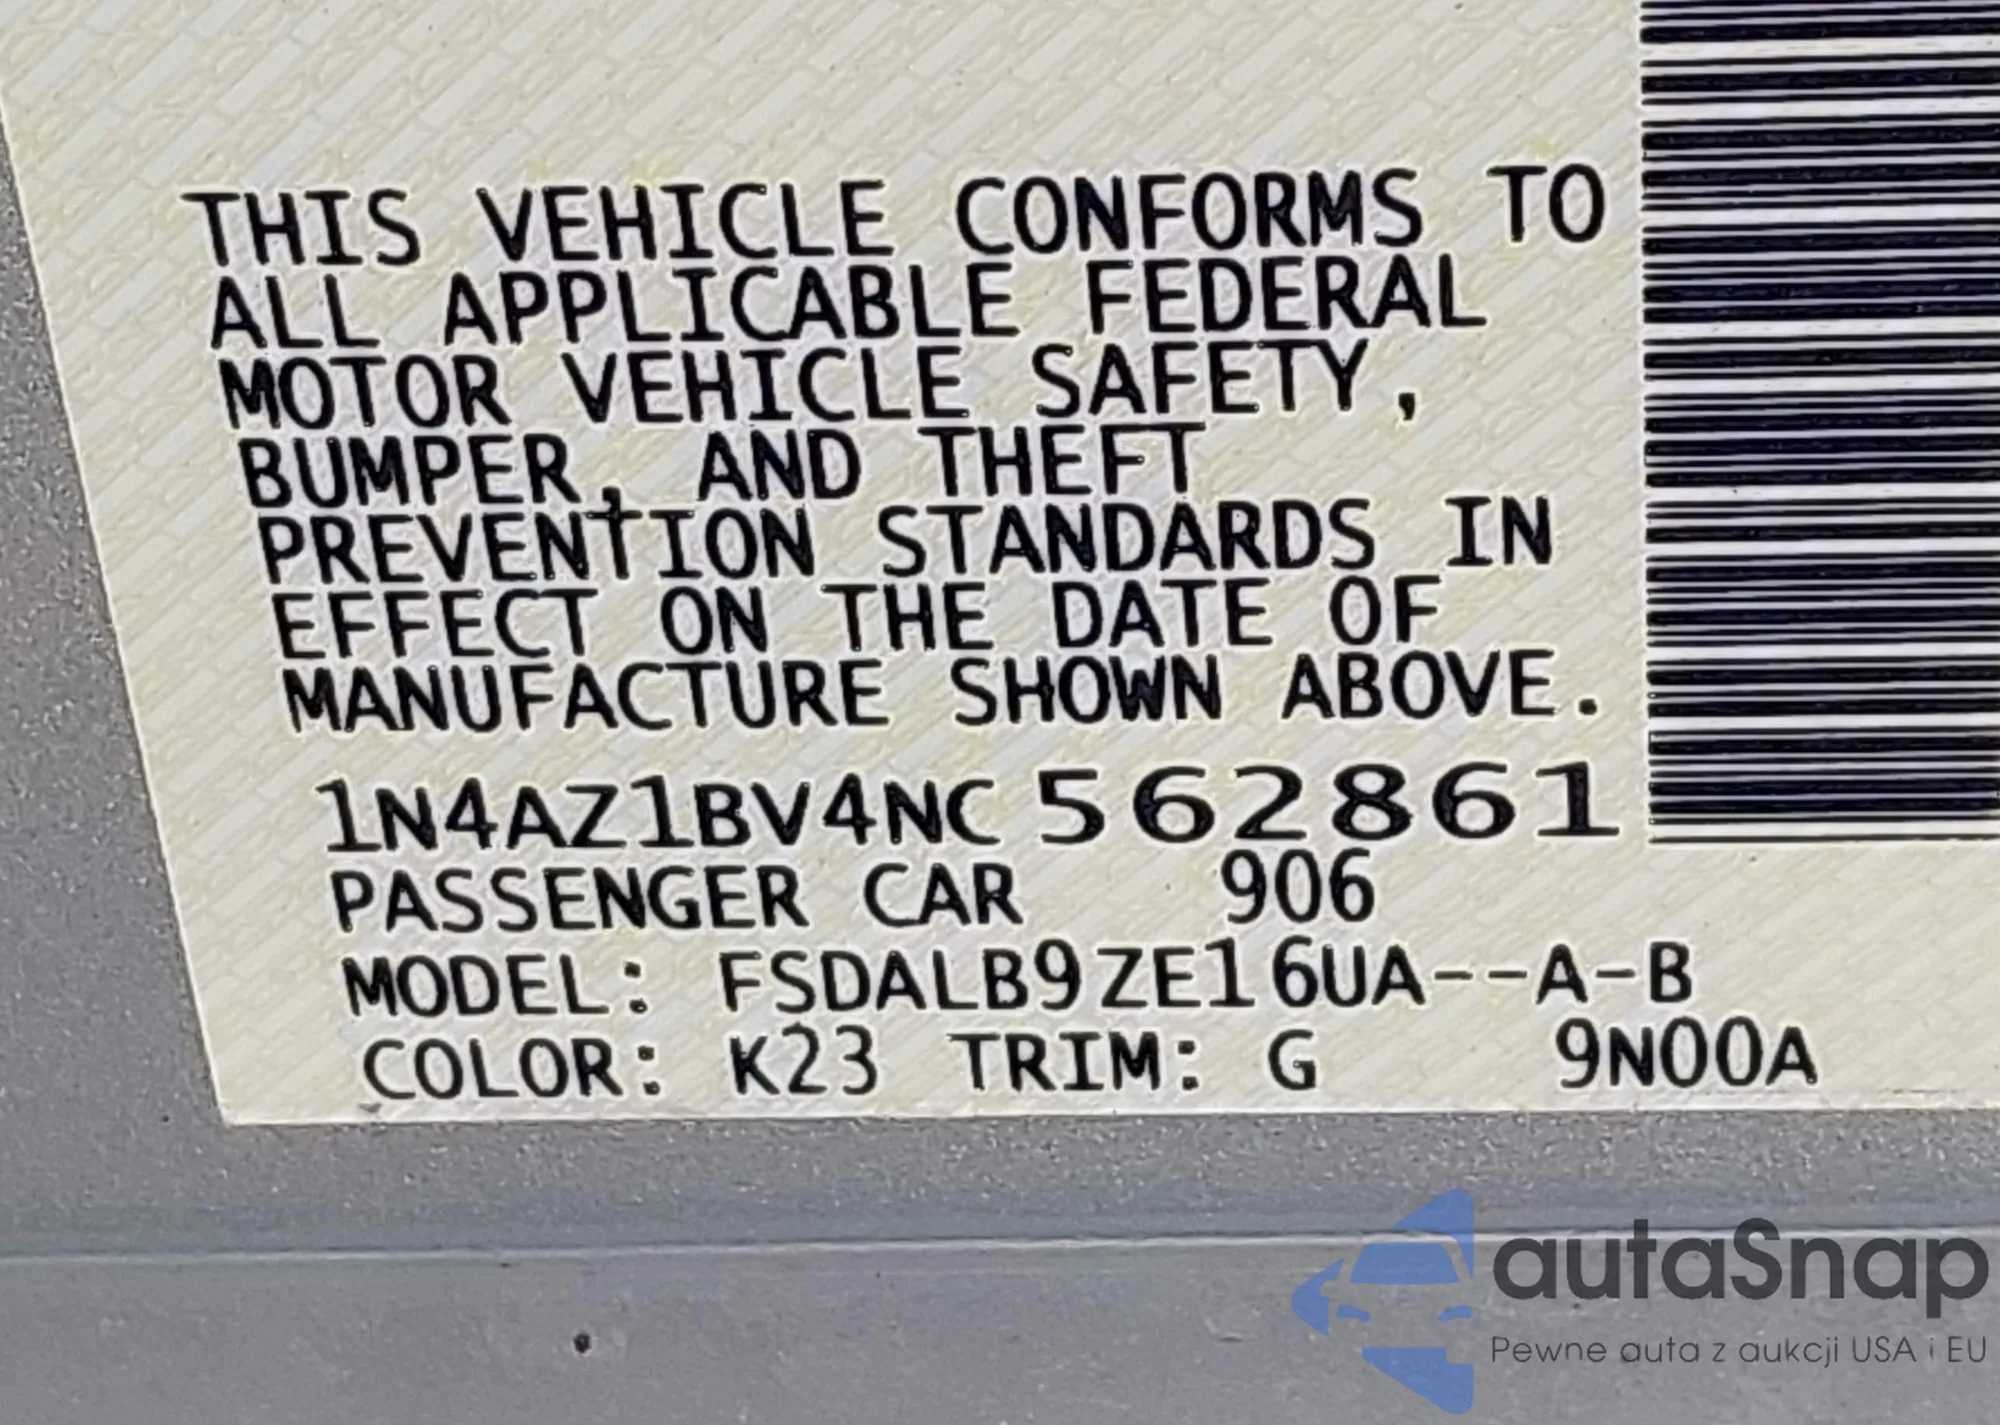 THIS VEHICLE CONFORMS TO
ALL APPLICABLE FEDERAL
MOTOR VEHICLE SAFETY,
BUMPER, AND THEFT
PREVENTION STANDARDS IN
EFFECT ON THE DATE OF
MANUFACTURE SHOWN ABOVE.
1N4AZ1BV4NC562861
PASSENGER CAR 906
MODEL: FSDALB9ZE16UA--A-B
COLOR: K23 TRIM: G 9N00A
autaSnap
Pewne auta z aukcji USA i EU